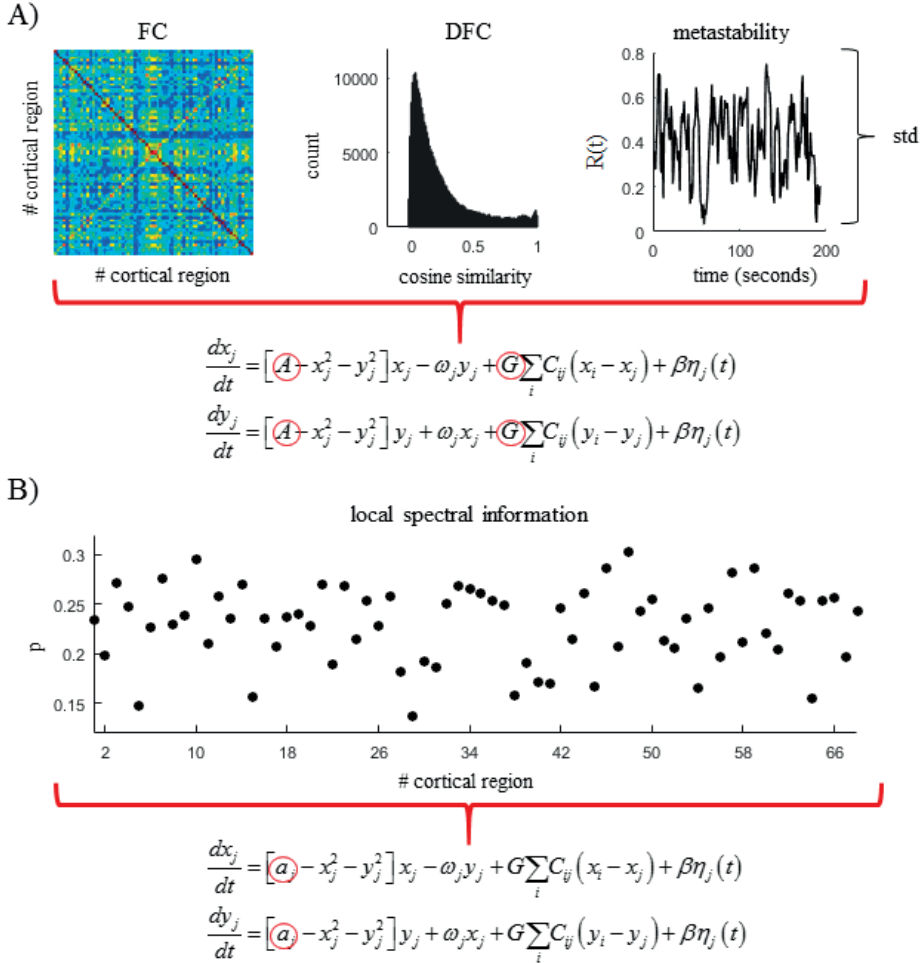 A)
FC
DFC
metastability
# cortical region
# cortical region
count
10000
5000
0
0
0.5
1
cosine similarity
R(t)
0.8
0.6
0.4
0.2
0
0
100
200
time (seconds)
std
dx_j/dt = [A - x_j^2 - y_j^2] x_j - ω_j y_j + G ∑_i C_ij (x_i - x_j) + βη_j (t)
dy_j/dt = [A - x_j^2 - y_j^2] y_j + ω_j x_j + G ∑_i C_ij (y_i - y_j) + βη_j (t)
B)
local spectral information
p
0.3
0.25
0.2
0.15
2 10 18 26 34 42 50 58 66
# cortical region
dx_j/dt = [a_j - x_j^2 - y_j^2] x_j - ω_j y_j + G ∑_i C_ij (x_i - x_j) + βη_j (t)
dy_j/dt = [a_j - x_j^2 - y_j^2] y_j + ω_j x_j + G ∑_i C_ij (y_i - y_j) + βη_j (t)